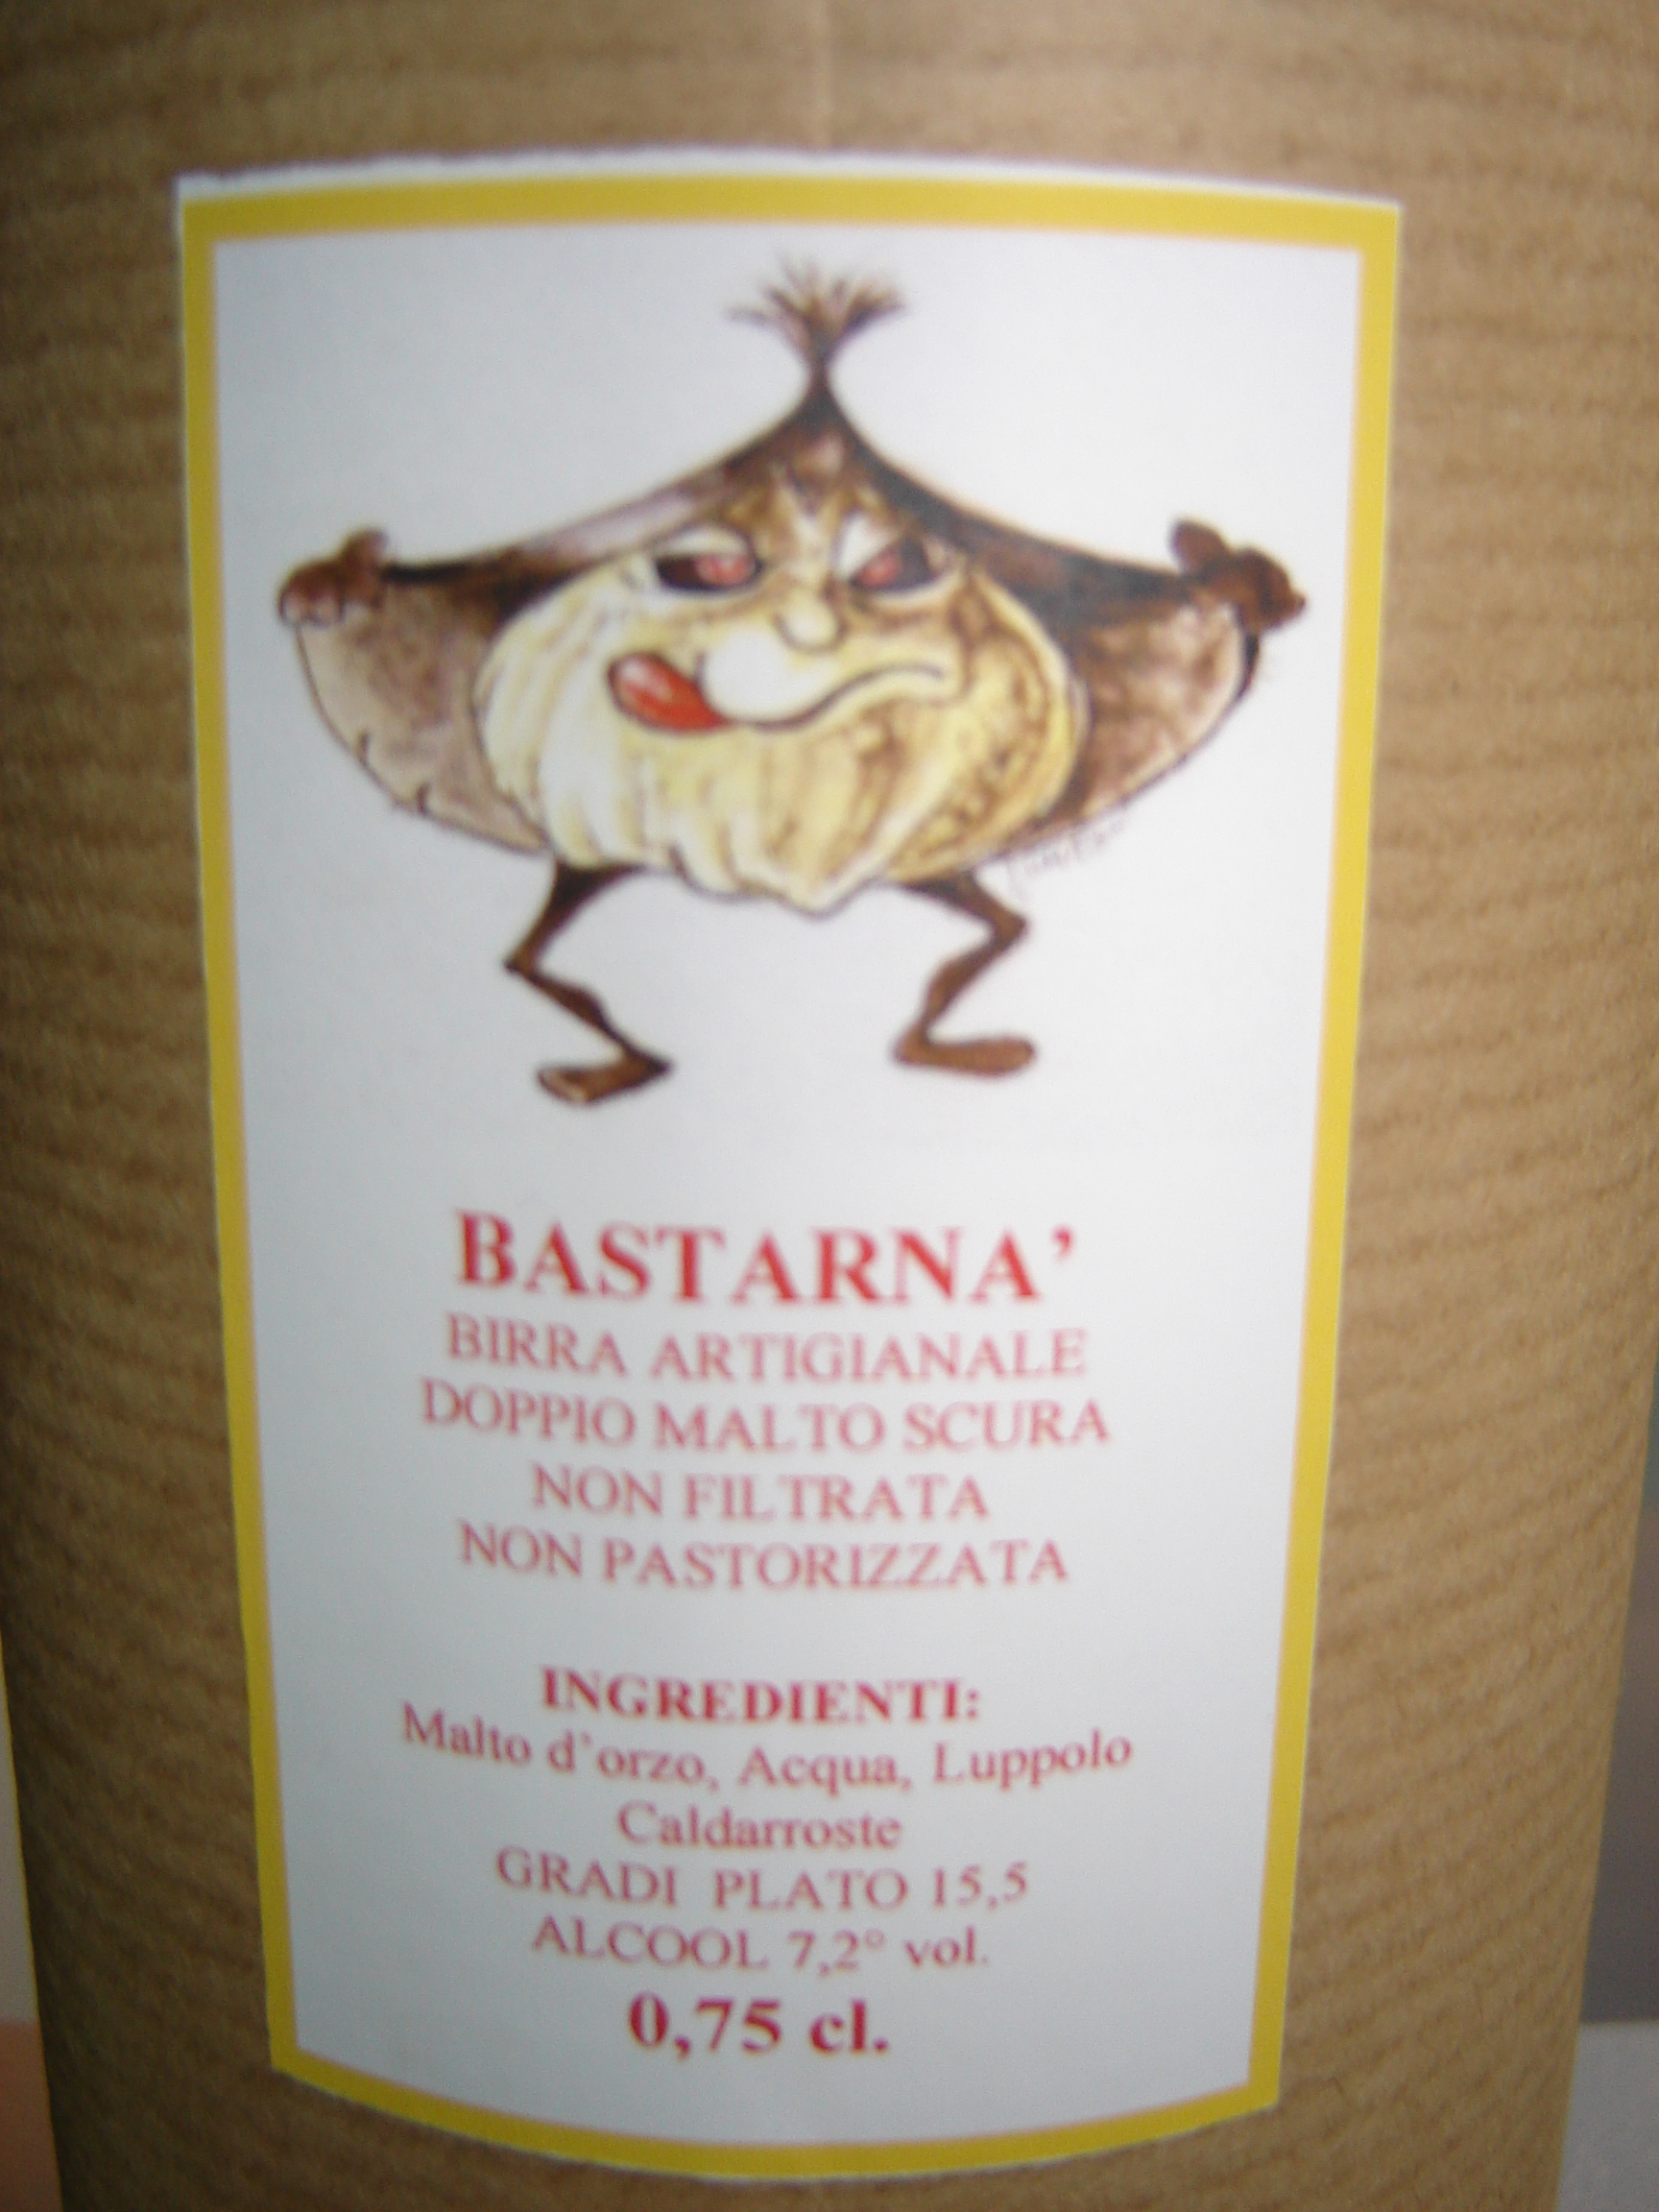 BASTARNA'
BIRRA ARTIGIANALE
DOPPIO MALTO SCURA
NON FILTRATA
NON PASTORIZZATA
INGREDIENTI:
Malto d'orzo, Acqua, Luppolo
Caldarroste
GRADI PLATO 15,5
ALCOOL 7,2° vol.
0,75 cl.